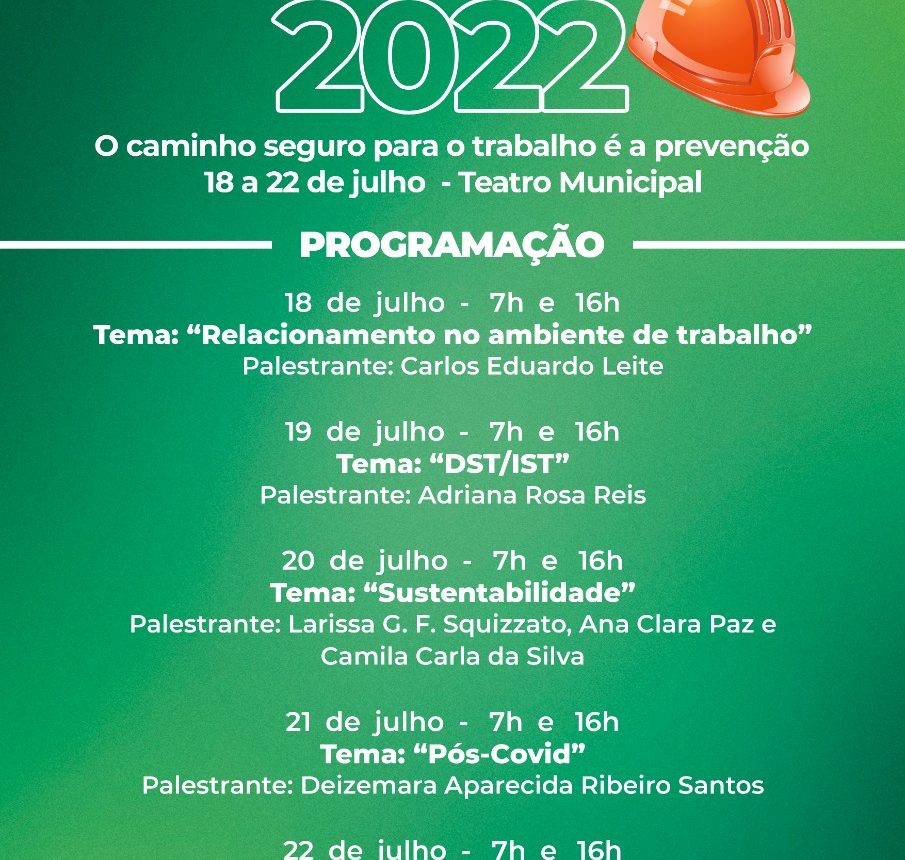 2022
O caminho seguro para o trabalho é a prevenção
18 a 22 de julho - Teatro Municipal
PROGRAMAÇÃO
18 de julho - 7h e 16h
Tema: “Relacionamento no ambiente de trabalho”
Palestrante: Carlos Eduardo Leite
19 de julho - 7h e 16h
Tema: “DST/IST”
Palestrante: Adriana Rosa Reis
20 de julho - 7h e 16h
Tema: “Sustentabilidade”
Palestrante: Larissa G. F. Squizzato, Ana Clara Paz e
Camila Carla da Silva
21 de julho - 7h e 16h
Tema: “Pós-Covid”
Palestrante: Deizemara Aparecida Ribeiro Santos
22 de julho - 7h e 16h